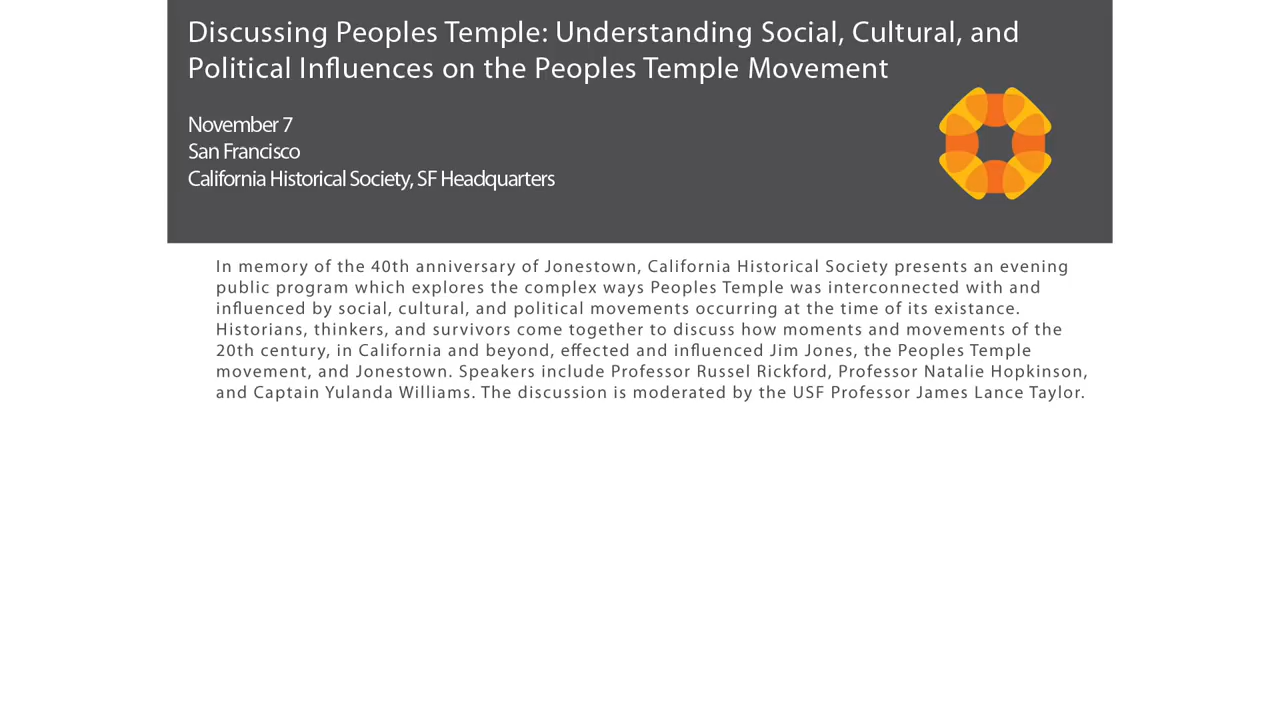 Discussing Peoples Temple: Understanding Social, Cultural, and
Political Influences on the Peoples Temple Movement
November 7
San Francisco
California Historical Society, SF Headquarters
In memory of the 40th anniversary of Jonestown, California Historical Society presents an evening
public program which explores the complex ways Peoples Temple was interconnected with and
influenced by social, cultural, and political movements occurring at the time of its existance.
Historians, thinkers, and survivors come together to discuss how moments and movements of the
20th century, in California and beyond, effected and influenced Jim Jones, the Peoples Temple
movement, and Jonestown. Speakers include Professor Russel Rickford, Professor Natalie Hopkinson,
and Captain Yulanda Williams. The discussion is moderated by the USF Professor James Lance Taylor.